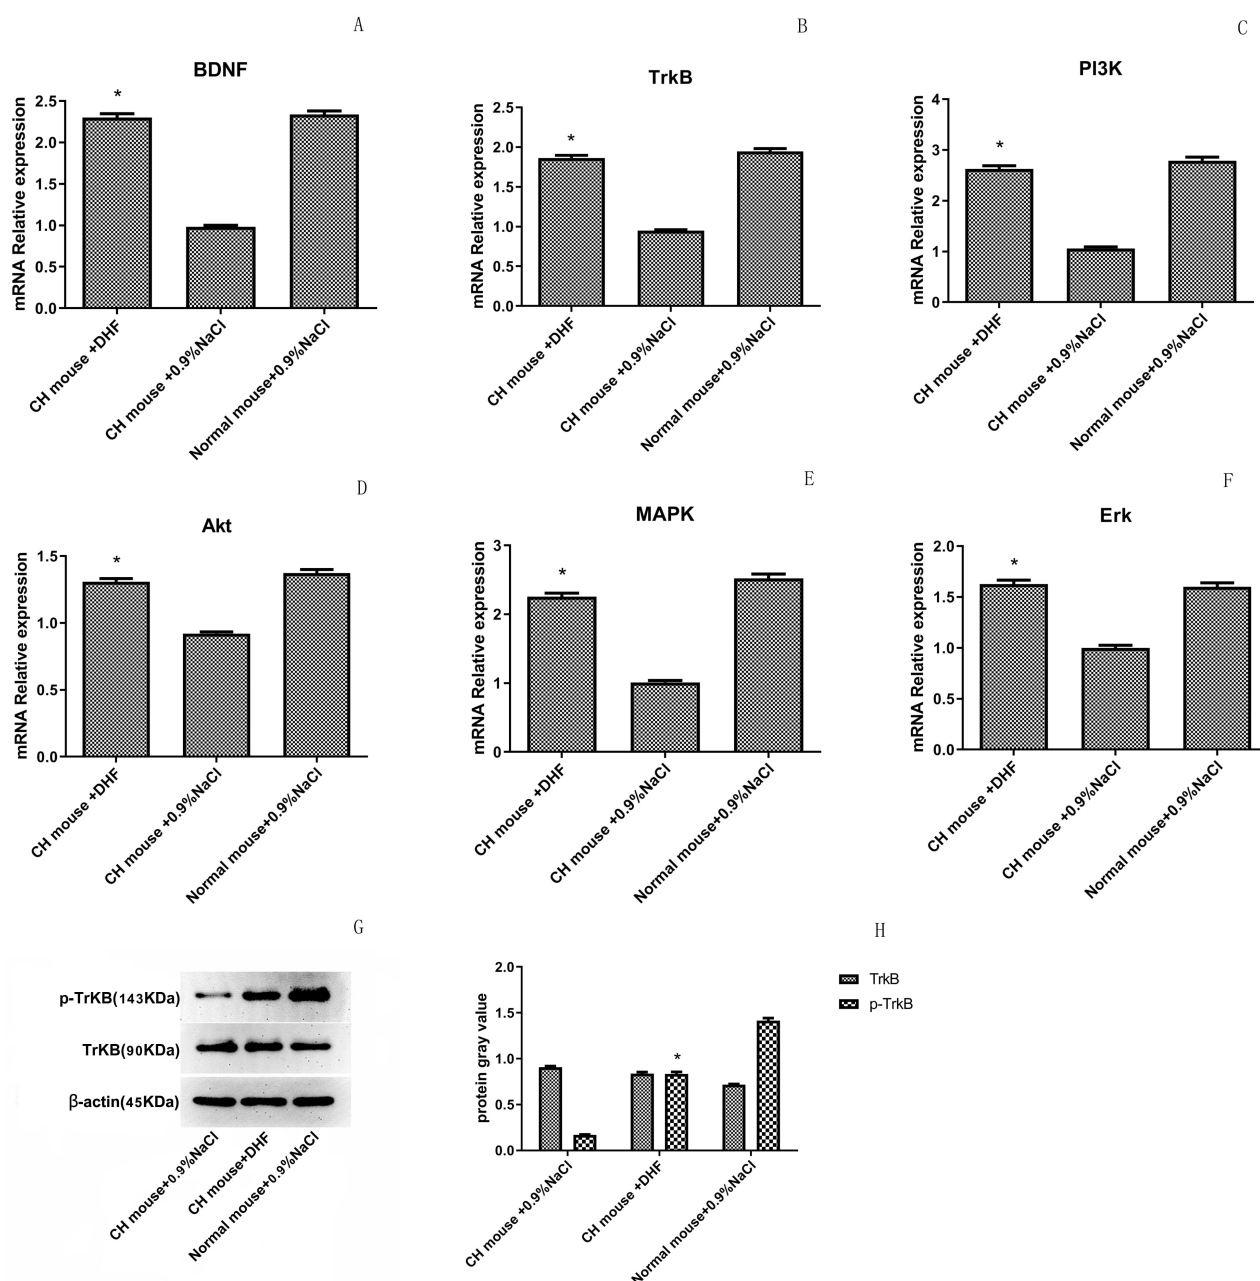 A
BDNF
mRNA Relative expression
2.5
2.0
1.5
1.0
0.5
0.0
*
CH mouse +DHF
CH mouse +0.9%NaCl
Normal mouse+0.9%NaCl
B
TrkB
mRNA Relative expression
2.5
2.0
1.5
1.0
0.5
0.0
*
CH mouse +DHF
CH mouse +0.9%NaCl
Normal mouse+0.9%NaCl
C
PI3K
mRNA Relative expression
4
3
2
1
0
*
CH mouse +DHF
CH mouse +0.9%NaCl
Normal mouse+0.9%NaCl
D
Akt
mRNA Relative expression
1.5
1.0
0.5
0.0
*
CH mouse +DHF
CH mouse +0.9%NaCl
Normal mouse+0.9%NaCl
E
MAPK
mRNA Relative expression
3
2
1
0
*
CH mouse +DHF
CH mouse +0.9%NaCl
Normal mouse+0.9%NaCl
F
Erk
mRNA Relative expression
2.0
1.5
1.0
0.5
0.0
*
CH mouse +DHF
CH mouse +0.9%NaCl
Normal mouse+0.9%NaCl
G
p-TrKB(143KDa)
TrKB(90KDa)
β-actin(45KDa)
CH mouse+0.9%NaCl
CH mouse+DHF
Normal mouse+0.9%NaCl
H
protein gray value
2.0
1.5
1.0
0.5
0.0
*
CH mouse +0.9%NaCl
CH mouse +DHF
Normal mouse+0.9%NaCl
TrkB
p-TrkB